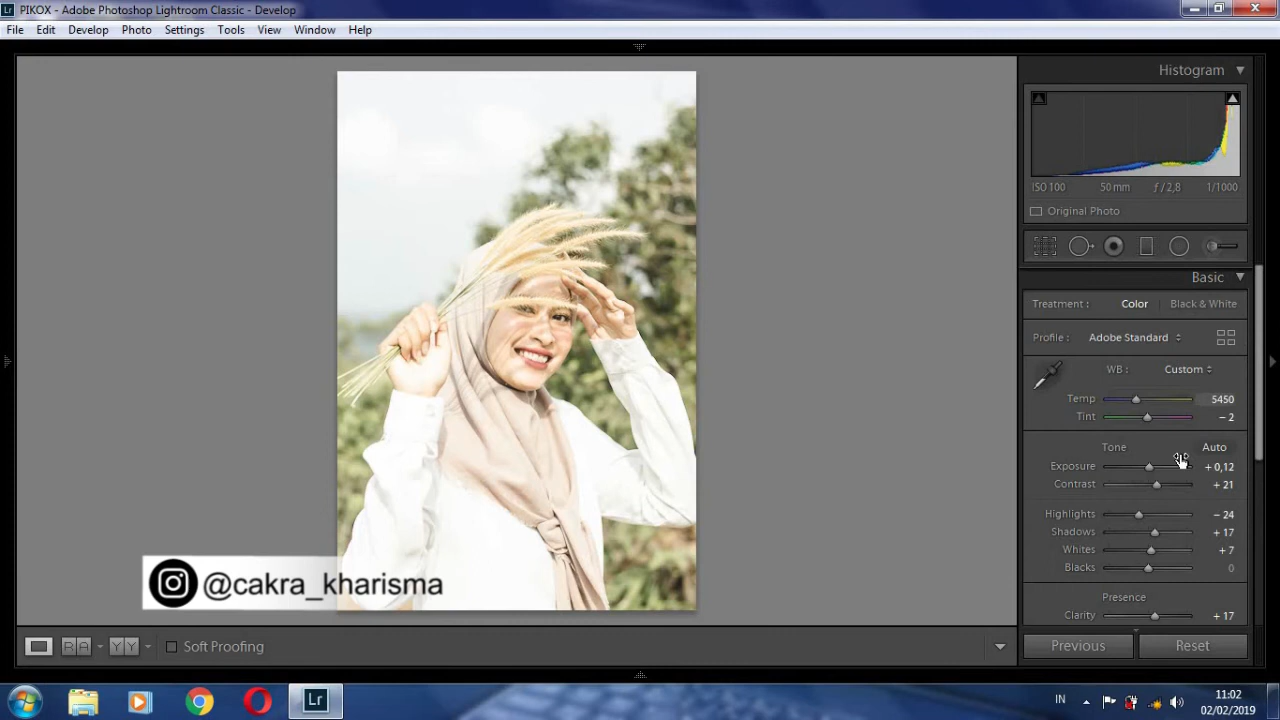 PIKOX - Adobe Photoshop Lightroom Classic - Develop
File Edit Develop Photo Settings Tools View Window Help
Histogram
ISO 100 50 mm ƒ / 2,8 1/1000
Original Photo
Basic
Treatment : Color Black & White
Profile : Adobe Standard
WB : Custom
Temp 5450
Tint − 2
Tone Auto
Exposure + 0,12
Contrast + 21
Highlights − 24
Shadows + 17
Whites + 7
Blacks 0
Presence
Clarity + 17
@cakra_kharisma
R A Y Y Soft Proofing
Previous Reset
Lr
IN
11:02
02/02/2019